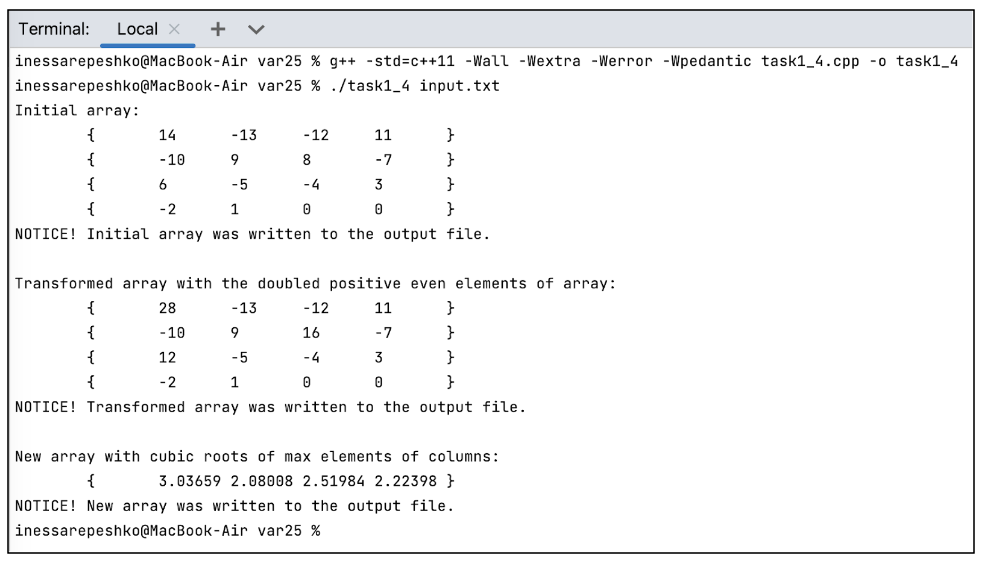 Terminal: Local × + ∨
inessarepeshko@MacBook-Air var25 % g++ -std=c++11 -Wall -Wextra -Werror -Wpedantic task1_4.cpp -o task1_4
inessarepeshko@MacBook-Air var25 % ./task1_4 input.txt
Initial array:
{ 14 -13 -12 11 }
{ -10 9 8 -7 }
{ 6 -5 -4 3 }
{ -2 1 0 0 }
NOTICE! Initial array was written to the output file.
Transformed array with the doubled positive even elements of array:
{ 28 -13 -12 11 }
{ -10 9 16 -7 }
{ 12 -5 -4 3 }
{ -2 1 0 0 }
NOTICE! Transformed array was written to the output file.
New array with cubic roots of max elements of columns:
{ 3.03659 2.08008 2.51984 2.22398 }
NOTICE! New array was written to the output file.
inessarepeshko@MacBook-Air var25 %